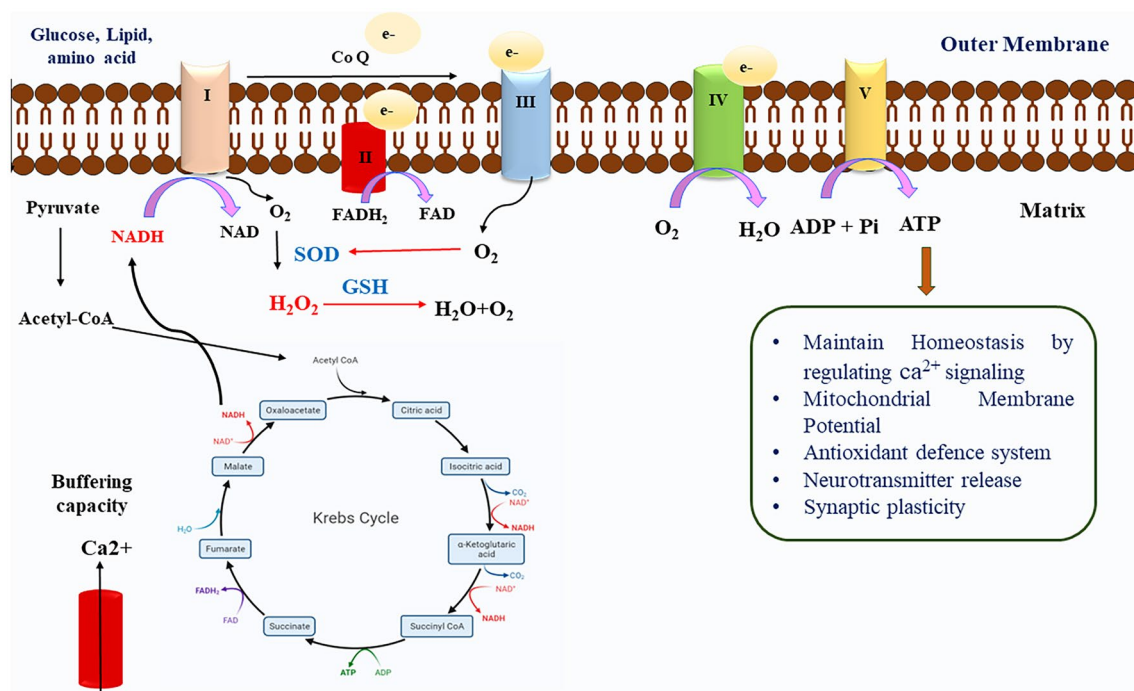 Glucose, Lipid,
amino acid
e-
Co Q
e-
Outer Membrane
I
e-
II
III
IV
e-
V
Pyruvate
NADH
NAD
O₂
FADH₂
FAD
O₂
H₂O
ADP + Pi
ATP
Matrix
SOD
O₂
H₂O₂
GSH
H₂O+O₂
Acetyl-CoA
Acetyl CoA
Oxaloacetate
Citric acid
NADH
NAD⁺
Malate
Isocitric acid
CO₂
NAD⁺
NADH
H₂O
Krebs Cycle
Fumarate
α-Ketoglutaric
acid
CO₂
FADH₂
NAD⁺
FAD
NADH
Succinate
Succinyl CoA
ATP
ADP
Buffering
capacity
Ca2+
• Maintain Homeostasis by
regulating ca²⁺ signaling
• Mitochondrial Membrane
Potential
• Antioxidant defence system
• Neurotransmitter release
• Synaptic plasticity